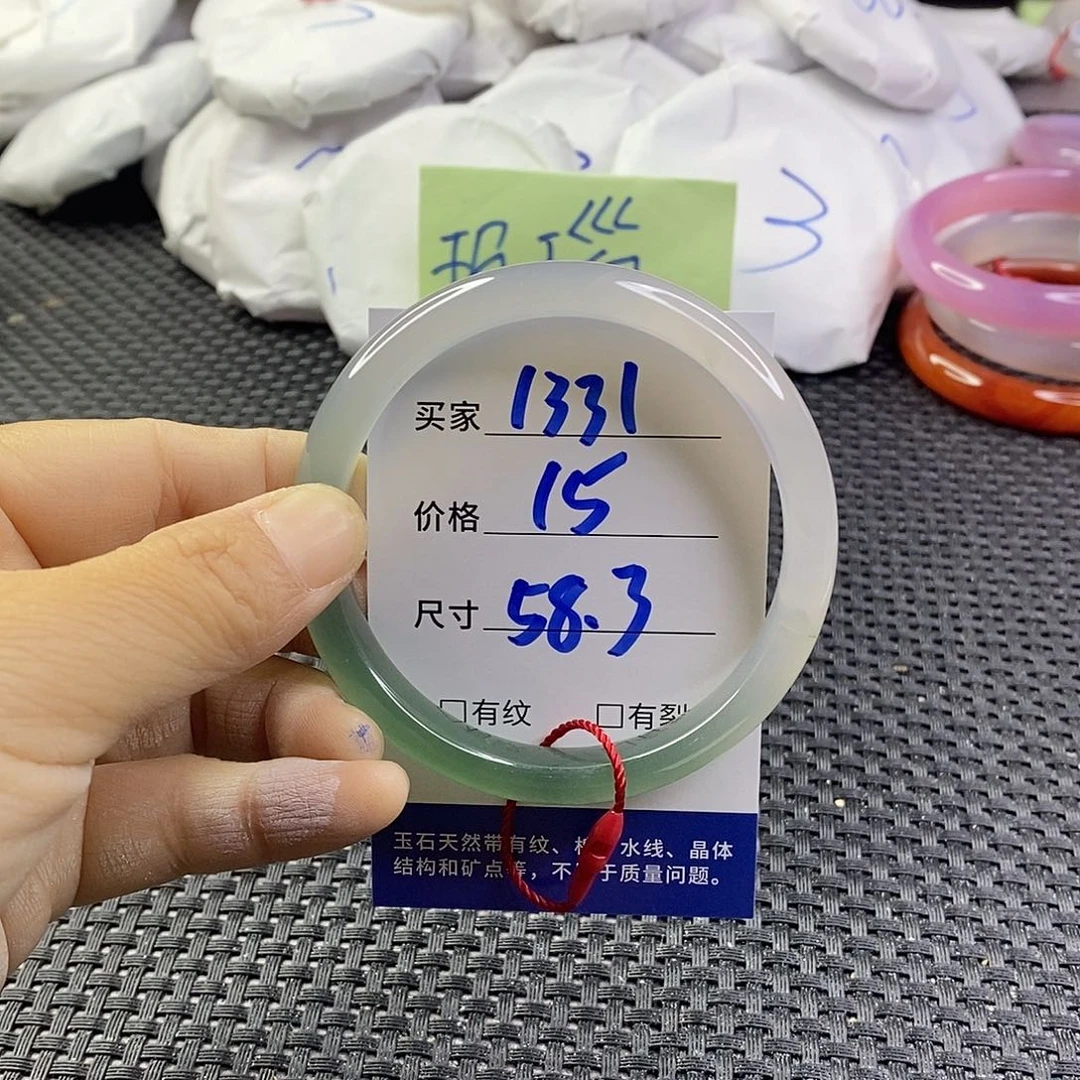 3
买家 1331
价格 15
尺寸 58.3
□有纹 □有裂
玉石天然带有纹、 水线、晶体
结构和矿点等，不 于质量问题。